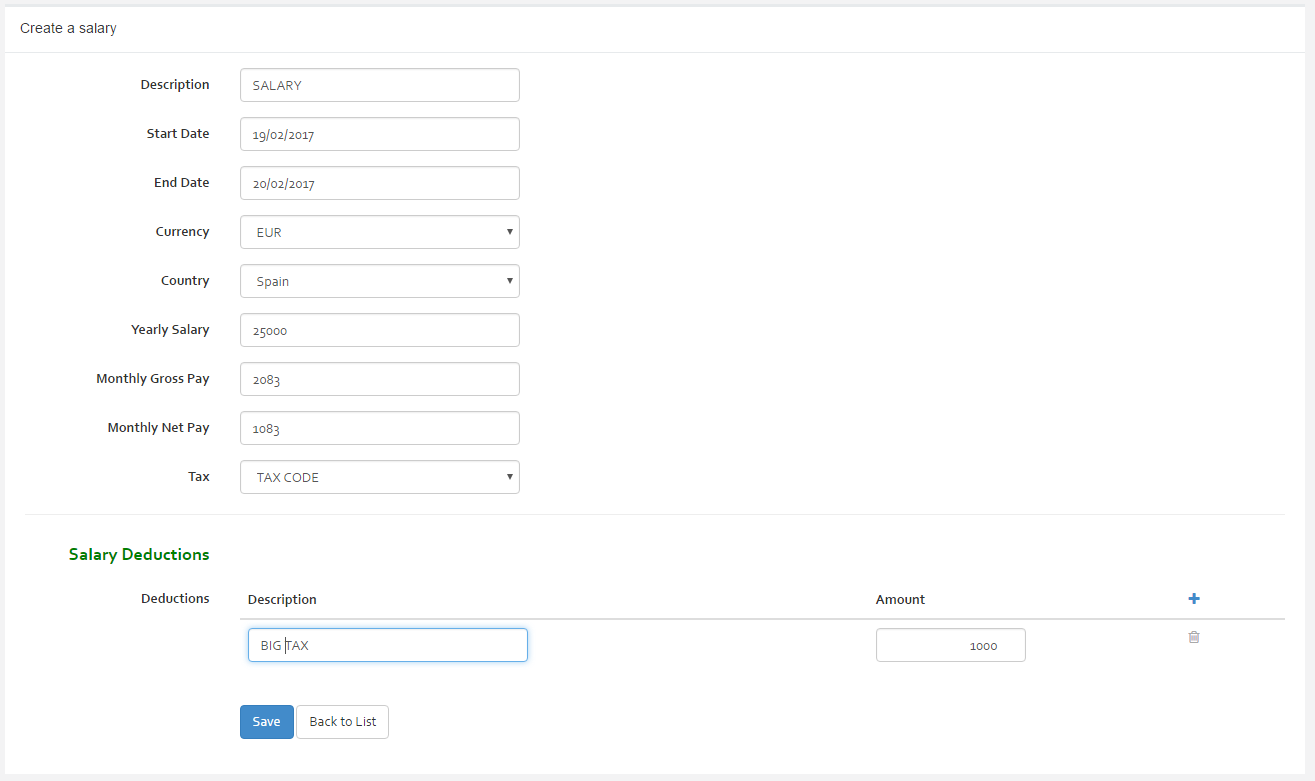 Create a salary
Description SALARY
Start Date 19/02/2017
End Date 20/02/2017
Currency EUR
Country Spain
Yearly Salary 25000
Monthly Gross Pay 2083
Monthly Net Pay 1083
Tax TAX CODE
Salary Deductions
Deductions Description Amount
BIG TAX 1000
Save Back to List